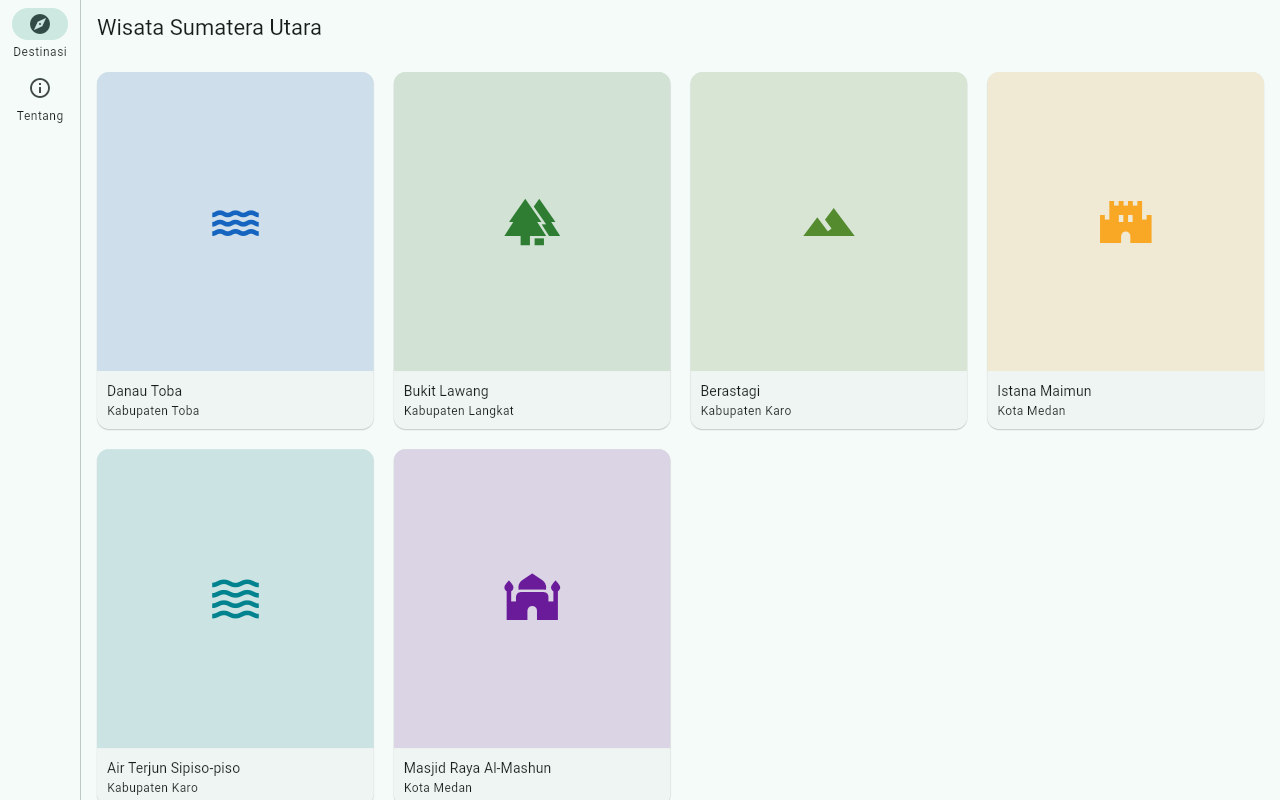 Wisata Sumatera Utara
Destinasi
Tentang
Danau Toba
Kabupaten Toba
Bukit Lawang
Kabupaten Langkat
Berastagi
Kabupaten Karo
Istana Maimun
Kota Medan
Air Terjun Sipiso-piso
Kabupaten Karo
Masjid Raya Al-Mashun
Kota Medan